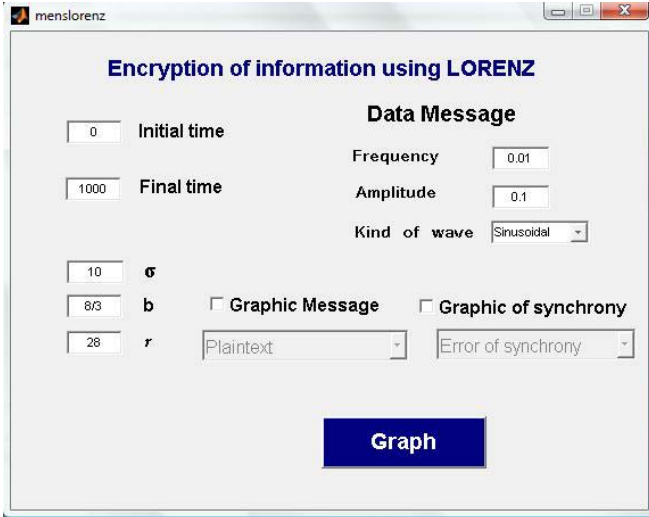 menslorenz
Encryption of information using LORENZ
Data Message
0 Initial time
Frequency 0.01
1000 Final time
Amplitude 0.1
Kind of wave Sinusoidal
10 σ
8/3 b
Graphic Message
Graphic of synchrony
28 r
Plaintext
Error of synchrony
Graph